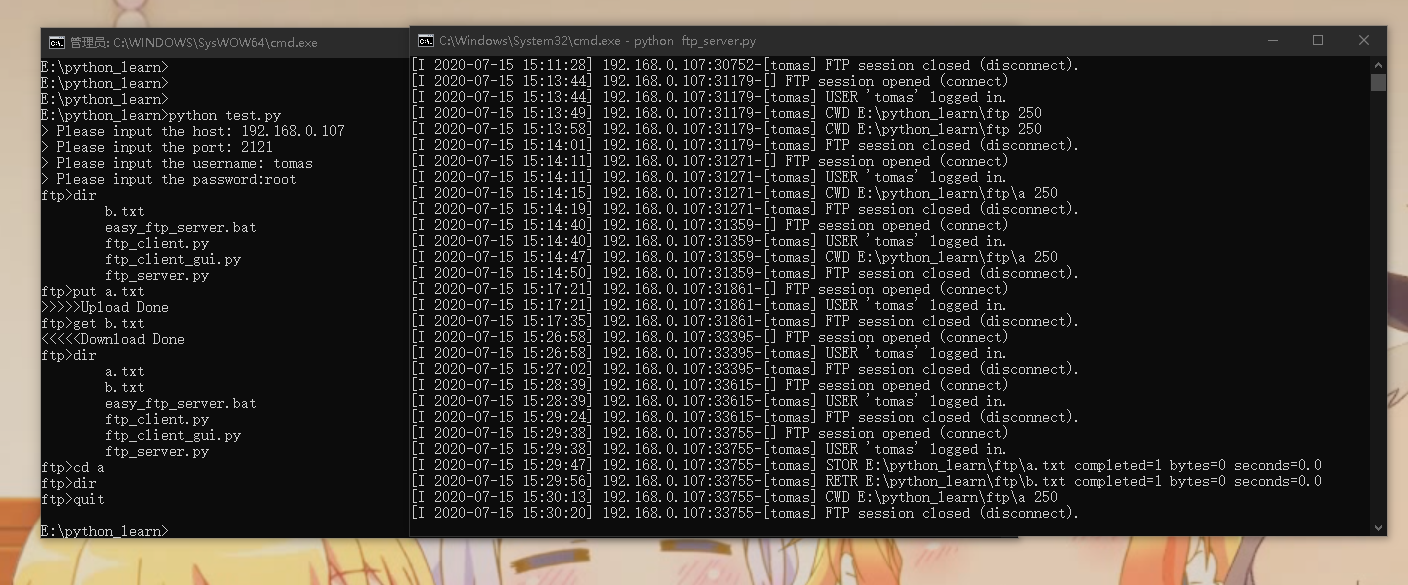 管理员: C:\WINDOWS\SysWOW64\cmd.exe
E:\python_learn>
E:\python_learn>
E:\python_learn>
E:\python_learn>python test.py
> Please input the host: 192.168.0.107
> Please input the port: 2121
> Please input the username: tomas
> Please input the password:root
ftp>dir
b.txt
easy_ftp_server.bat
ftp_client.py
ftp_client_gui.py
ftp_server.py
ftp>put a.txt
>>>>>Upload Done
ftp>get b.txt
<<<<<Download Done
ftp>dir
a.txt
b.txt
easy_ftp_server.bat
ftp_client.py
ftp_client_gui.py
ftp_server.py
ftp>cd a
ftp>dir
ftp>quit
E:\python_learn>
C:\Windows\System32\cmd.exe - python ftp_server.py
[I 2020-07-15 15:11:28] 192.168.0.107:30752-[tomas] FTP session closed (disconnect).
[I 2020-07-15 15:13:44] 192.168.0.107:31179-[] FTP session opened (connect)
[I 2020-07-15 15:13:44] 192.168.0.107:31179-[tomas] USER 'tomas' logged in.
[I 2020-07-15 15:13:49] 192.168.0.107:31179-[tomas] CWD E:\python_learn\ftp 250
[I 2020-07-15 15:13:58] 192.168.0.107:31179-[tomas] CWD E:\python_learn\ftp 250
[I 2020-07-15 15:14:01] 192.168.0.107:31179-[tomas] FTP session closed (disconnect).
[I 2020-07-15 15:14:11] 192.168.0.107:31271-[] FTP session opened (connect)
[I 2020-07-15 15:14:11] 192.168.0.107:31271-[tomas] USER 'tomas' logged in.
[I 2020-07-15 15:14:15] 192.168.0.107:31271-[tomas] CWD E:\python_learn\ftp\a 250
[I 2020-07-15 15:14:19] 192.168.0.107:31271-[tomas] FTP session closed (disconnect).
[I 2020-07-15 15:14:40] 192.168.0.107:31359-[] FTP session opened (connect)
[I 2020-07-15 15:14:40] 192.168.0.107:31359-[tomas] USER 'tomas' logged in.
[I 2020-07-15 15:14:47] 192.168.0.107:31359-[tomas] CWD E:\python_learn\ftp\a 250
[I 2020-07-15 15:14:50] 192.168.0.107:31359-[tomas] FTP session closed (disconnect).
[I 2020-07-15 15:17:21] 192.168.0.107:31861-[] FTP session opened (connect)
[I 2020-07-15 15:17:21] 192.168.0.107:31861-[tomas] USER 'tomas' logged in.
[I 2020-07-15 15:17:35] 192.168.0.107:31861-[tomas] FTP session closed (disconnect).
[I 2020-07-15 15:26:58] 192.168.0.107:33395-[] FTP session opened (connect)
[I 2020-07-15 15:26:58] 192.168.0.107:33395-[tomas] USER 'tomas' logged in.
[I 2020-07-15 15:27:02] 192.168.0.107:33395-[tomas] FTP session closed (disconnect).
[I 2020-07-15 15:28:39] 192.168.0.107:33615-[] FTP session opened (connect)
[I 2020-07-15 15:28:39] 192.168.0.107:33615-[tomas] USER 'tomas' logged in.
[I 2020-07-15 15:29:24] 192.168.0.107:33615-[tomas] FTP session closed (disconnect).
[I 2020-07-15 15:29:38] 192.168.0.107:33755-[] FTP session opened (connect)
[I 2020-07-15 15:29:38] 192.168.0.107:33755-[tomas] USER 'tomas' logged in.
[I 2020-07-15 15:29:47] 192.168.0.107:33755-[tomas] STOR E:\python_learn\ftp\a.txt completed=1 bytes=0 seconds=0.0
[I 2020-07-15 15:29:56] 192.168.0.107:33755-[tomas] RETR E:\python_learn\ftp\b.txt completed=1 bytes=0 seconds=0.0
[I 2020-07-15 15:30:13] 192.168.0.107:33755-[tomas] CWD E:\python_learn\ftp\a 250
[I 2020-07-15 15:30:20] 192.168.0.107:33755-[tomas] FTP session closed (disconnect).